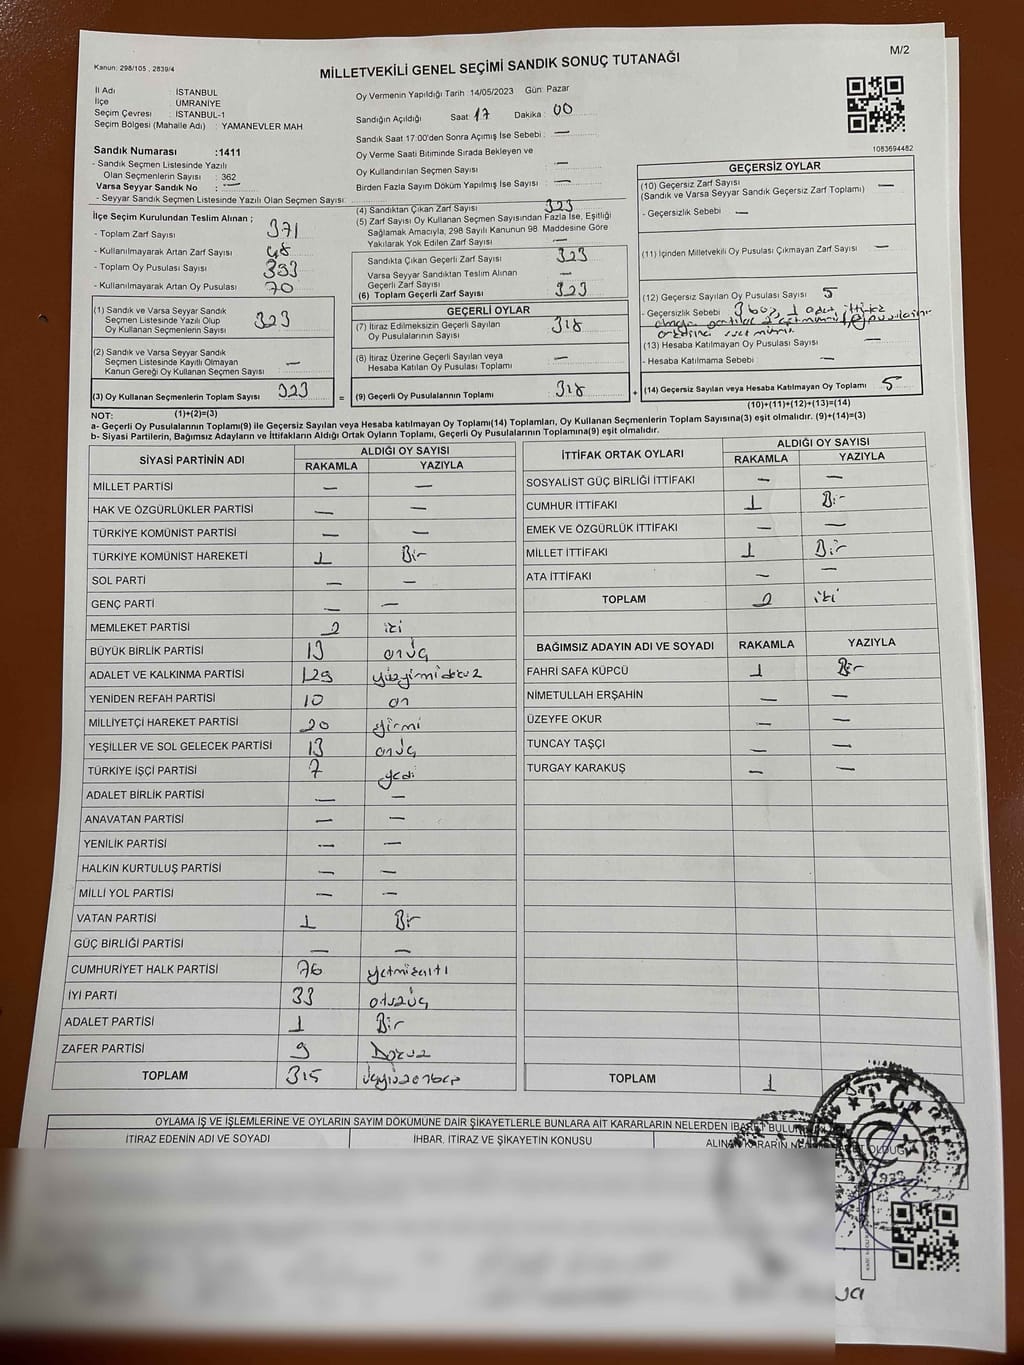 M/2
Kanun: 298/105 , 2839/4
MİLLETVEKİLİ GENEL SEÇİMİ SANDIK SONUÇ TUTANAĞI
İl Adı : İSTANBUL
İlçe ÜMRANİYE
Seçim Çevresi : İSTANBUL-1
Seçim Bölgesi (Mahalle Adı) : YAMANEVLER MAH
Sandık Numarası :1411
- Sandık Seçmen Listesinde Yazılı
Olan Seçmenlerin Sayısı : 362
Varsa Seyyar Sandık No : —
- Seyyar Sandık Seçmen Listesinde Yazılı Olan Seçmen Sayısı:
Oy Vermenin Yapıldığı Tarih :14/05/2023 Gün: Pazar
Sandığın Açıldığı Saat: 17 Dakika : 00
Sandık Saat 17:00'den Sonra Açımış İse Sebebi : —
Oy Verme Saati Bitiminde Sırada Bekleyen ve
Oy Kullandırılan Seçmen Sayısı : —
Birden Fazla Sayım Döküm Yapılmış İse Sayısı : —
1083694482
İlçe Seçim Kurulundan Teslim Alınan ;
- Toplam Zarf Sayısı 371
- Kullanılmayarak Artan Zarf Sayısı 48
- Toplam Oy Pusulası Sayısı 393
- Kullanılmayarak Artan Oy Pusulası 70
(1) Sandık ve Varsa Seyyar Sandık
Seçmen Listesinde Yazılı Olup
Oy Kullanan Seçmenlerin Sayısı 323
(2) Sandık ve Varsa Seyyar Sandık
Seçmen Listesinde Kayıtlı Olmayan
Kanun Gereği Oy Kullanan Seçmen Sayısı —
(3) Oy Kullanan Seçmenlerin Toplam Sayısı 323
(1)+(2)=(3)
(4) Sandıktan Çıkan Zarf Sayısı 323
(5) Zarf Sayısı Oy Kullanan Seçmen Sayısından Fazla İse, Eşitliği
Sağlamak Amacıyla, 298 Sayılı Kanunun 98. Maddesine Göre
Yakılarak Yok Edilen Zarf Sayısı —
Sandıkta Çıkan Geçerli Zarf Sayısı 323
Varsa Seyyar Sandıktan Teslim Alınan
Geçerli Zarf Sayısı —
(6) Toplam Geçerli Zarf Sayısı 323
GEÇERLİ OYLAR
(7) İtiraz Edilmeksizin Geçerli Sayılan
Oy Pusulalarının Sayısı 318
(8) İtiraz Üzerine Geçerli Sayılan veya
Hesaba Katılan Oy Pusulası Toplamı —
= (9) Geçerli Oy Pusulalarının Toplamı 318
GEÇERSİZ OYLAR
(10) Geçersiz Zarf Sayısı —
(Sandık ve Varsa Seyyar Sandık Geçersiz Zarf Toplamı)
- Geçersizlik Sebebi —
(11) İçinden Milletvekili Oy Pusulası Çıkmayan Zarf Sayısı —
(12) Geçersiz Sayılan Oy Pusulası Sayısı 5
- Geçersizlik Sebebi 3 boş, 1 adet
(13) Hesaba Katılmayan Oy Pusulası Sayısı —
- Hesaba Katılmama Sebebi —
+ (14) Geçersiz Sayılan veya Hesaba Katılmayan Oy Toplamı 5
(10)+(11)+(12)+(13)=(14)
NOT:
a- Geçerli Oy Pusulalarının Toplamı(9) ile Geçersiz Sayılan veya Hesaba katılmayan Oy Toplamı(14) Toplamları, Oy Kullanan Seçmenlerin Toplam Sayısına(3) eşit olmalıdır. (9)+(14)=(3)
b- Siyasi Partilerin, Bağımsız Adayların ve İttifakların Aldığı Ortak Oyların Toplamı, Geçerli Oy Pusulalarının Toplamına(9) eşit olmalıdır.
SİYASİ PARTİNİN ADI ALDIĞI OY SAYISI
RAKAMLA YAZIYLA
MİLLET PARTİSİ — —
HAK VE ÖZGÜRLÜKLER PARTİSİ — —
TÜRKİYE KOMÜNİST PARTİSİ — —
TÜRKİYE KOMÜNİST HAREKETİ 1 Bir
SOL PARTİ — —
GENÇ PARTİ — —
MEMLEKET PARTİSİ 2 iki
BÜYÜK BİRLİK PARTİSİ 13 onüç
ADALET VE KALKINMA PARTİSİ 129 yüzyirmidokuz
YENİDEN REFAH PARTİSİ 10 on
MİLLİYETÇİ HAREKET PARTİSİ 20 yirmi
YEŞİLLER VE SOL GELECEK PARTİSİ 13 onüç
TÜRKİYE İŞÇİ PARTİSİ 7 yedi
ADALET BİRLİK PARTİSİ — —
ANAVATAN PARTİSİ — —
YENİLİK PARTİSİ — —
HALKIN KURTULUŞ PARTİSİ — —
MİLLİ YOL PARTİSİ — —
VATAN PARTİSİ 1 Bir
GÜÇ BİRLİĞİ PARTİSİ — —
CUMHURİYET HALK PARTİSİ 76 yetmişaltı
İYİ PARTİ 33 otuzüç
ADALET PARTİSİ 1 Bir
ZAFER PARTİSİ 9 Dokuz
TOPLAM 315 üçyüzonbeş
İTTİFAK ORTAK OYLARI ALDIĞI OY SAYISI
RAKAMLA YAZIYLA
SOSYALİST GÜÇ BİRLİĞİ İTTİFAKI — —
CUMHUR İTTİFAKI 1 Bir
EMEK VE ÖZGÜRLÜK İTTİFAKI — —
MİLLET İTTİFAKI 1 Bir
ATA İTTİFAKI — —
TOPLAM 2 iki
BAĞIMSIZ ADAYIN ADI VE SOYADI RAKAMLA YAZIYLA
FAHRİ SAFA KÜPCÜ 1 Bir
NİMETULLAH ERŞAHİN — —
ÜZEYFE OKUR — —
TUNCAY TAŞÇI — —
TURGAY KARAKUŞ — —
TOPLAM 1
OYLAMA İŞ VE İŞLEMLERİNE VE OYLARIN SAYIM DÖKÜMÜNE DAİR ŞİKAYETLERLE BUNLARA AİT KARARLARIN NELERDEN İBARET BULUNDUĞU
İTİRAZ EDENİN ADI VE SOYADI İHBAR, İTİRAZ VE ŞİKAYETİN KONUSU ALINAN KARARIN NEDEN İBARET OLDUĞU